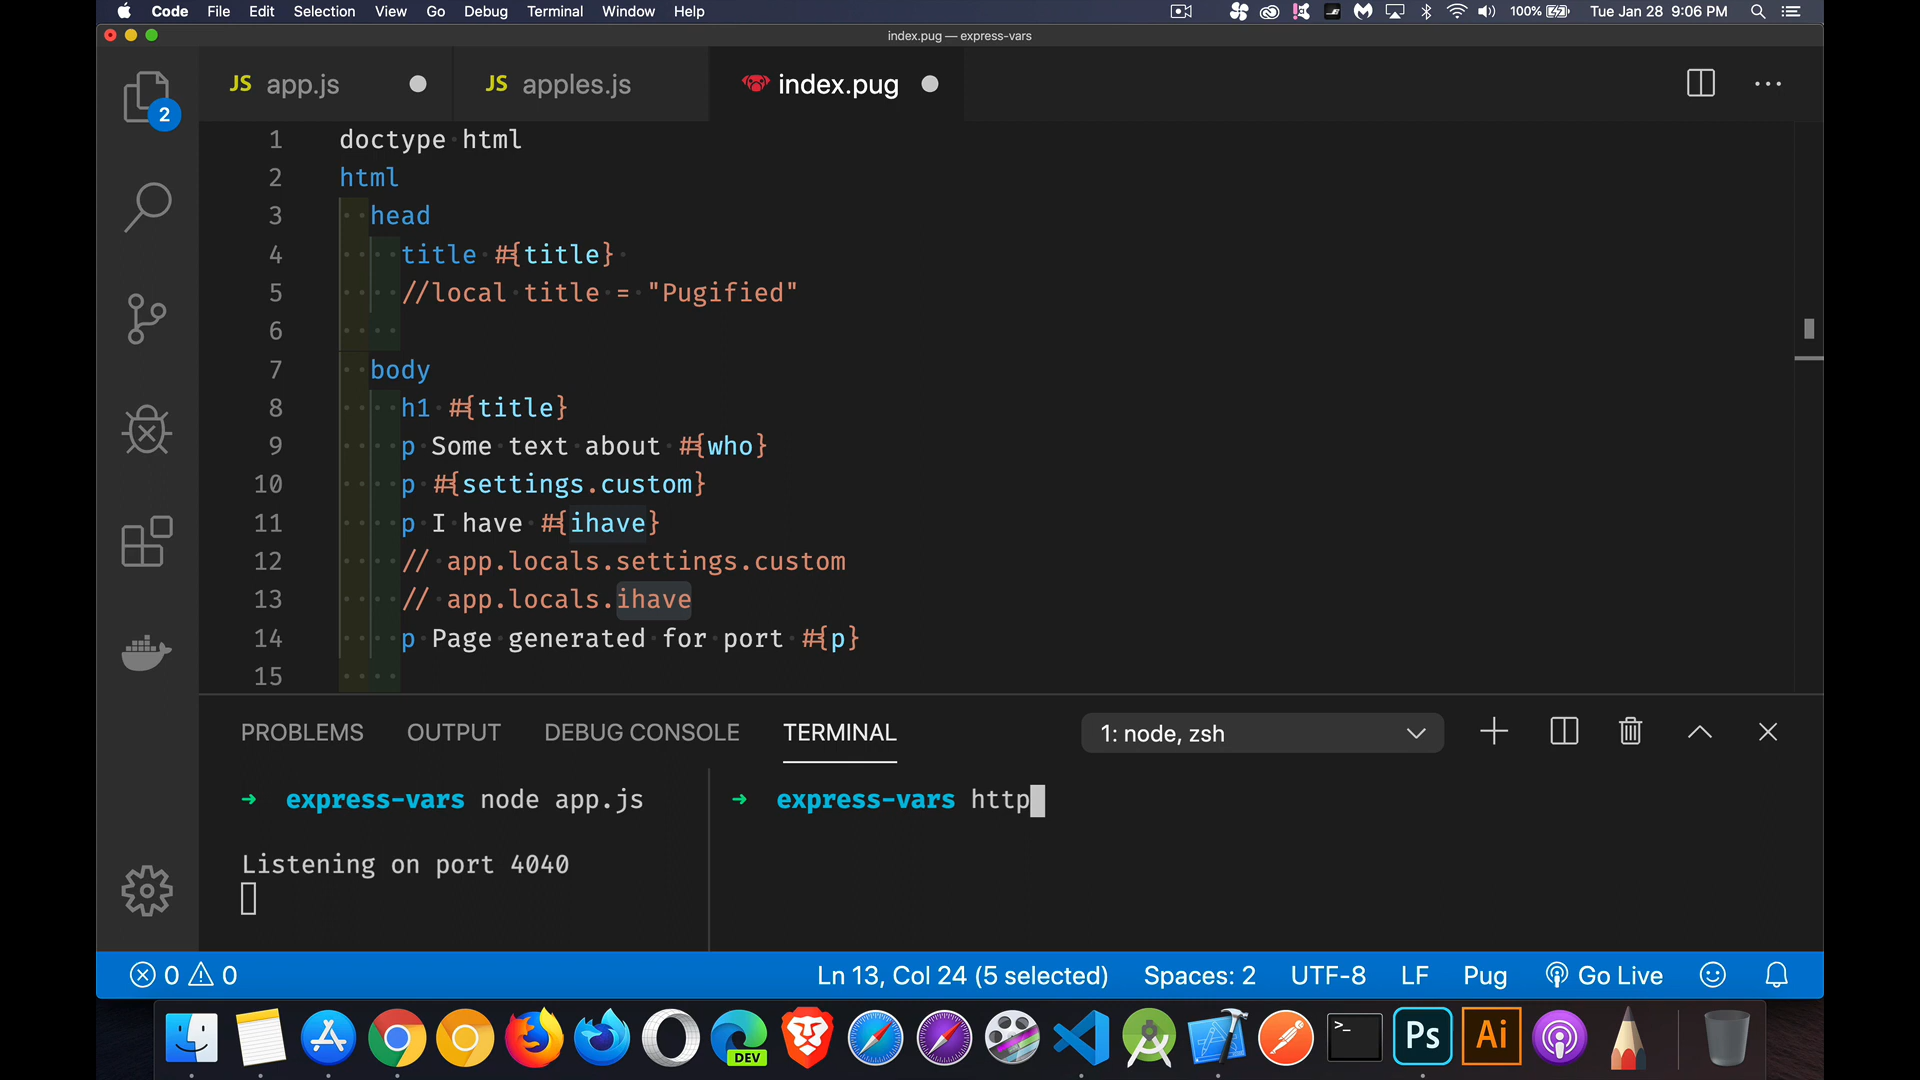 Code File Edit Selection View Go Debug Terminal Window Help 100% Tue Jan 28 9:06 PM
index.pug — express-vars
JS app.js JS apples.js index.pug
2
1 doctype html
2 html
3 head
4 title #{title}
5 //local title = "Pugified"
6
7 body
8 h1 #{title}
9 p Some text about #{who}
10 p #{settings.custom}
11 p I have #{ihave}
12 // app.locals.settings.custom
13 // app.locals.ihave
14 p Page generated for port #{p}
15
PROBLEMS OUTPUT DEBUG CONSOLE TERMINAL 1: node, zsh
➜ express-vars node app.js
Listening on port 4040
➜ express-vars http
0 0 Ln 13, Col 24 (5 selected) Spaces: 2 UTF-8 LF Pug Go Live
DEV >_ Ps Ai